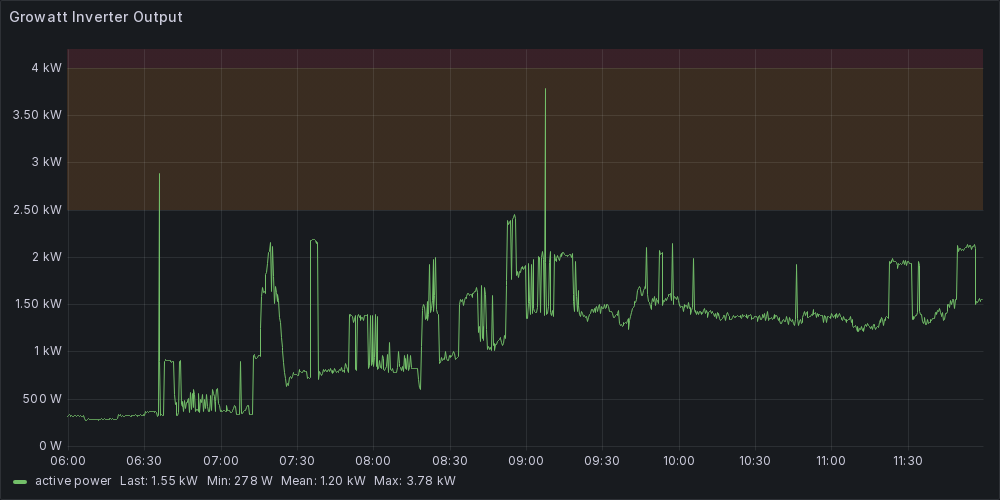 Growatt Inverter Output
4 kW
3.50 kW
3 kW
2.50 kW
2 kW
1.50 kW
1 kW
500 W
0 W
06:00 06:30 07:00 07:30 08:00 08:30 09:00 09:30 10:00 10:30 11:00 11:30
active power Last: 1.55 kW Min: 278 W Mean: 1.20 kW Max: 3.78 kW